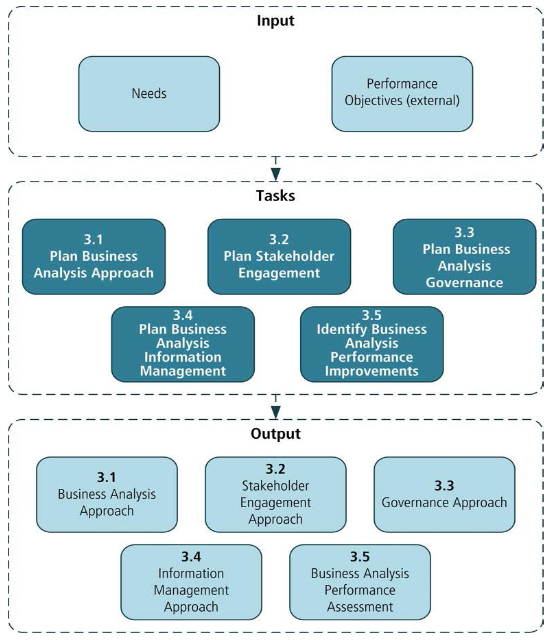 Input
Needs
Performance
Objectives (external)
Tasks
3.1
Plan Business
Analysis Approach
3.2
Plan Stakeholder
Engagement
3.3
Plan Business
Analysis
Governance
3.4
Plan Business
Analysis
Information
Management
3.5
Identify Business
Analysis
Performance
Improvements
Output
3.1
Business Analysis
Approach
3.2
Stakeholder
Engagement
Approach
3.3
Governance Approach
3.4
Information
Management
Approach
3.5
Business Analysis
Performance
Assessment